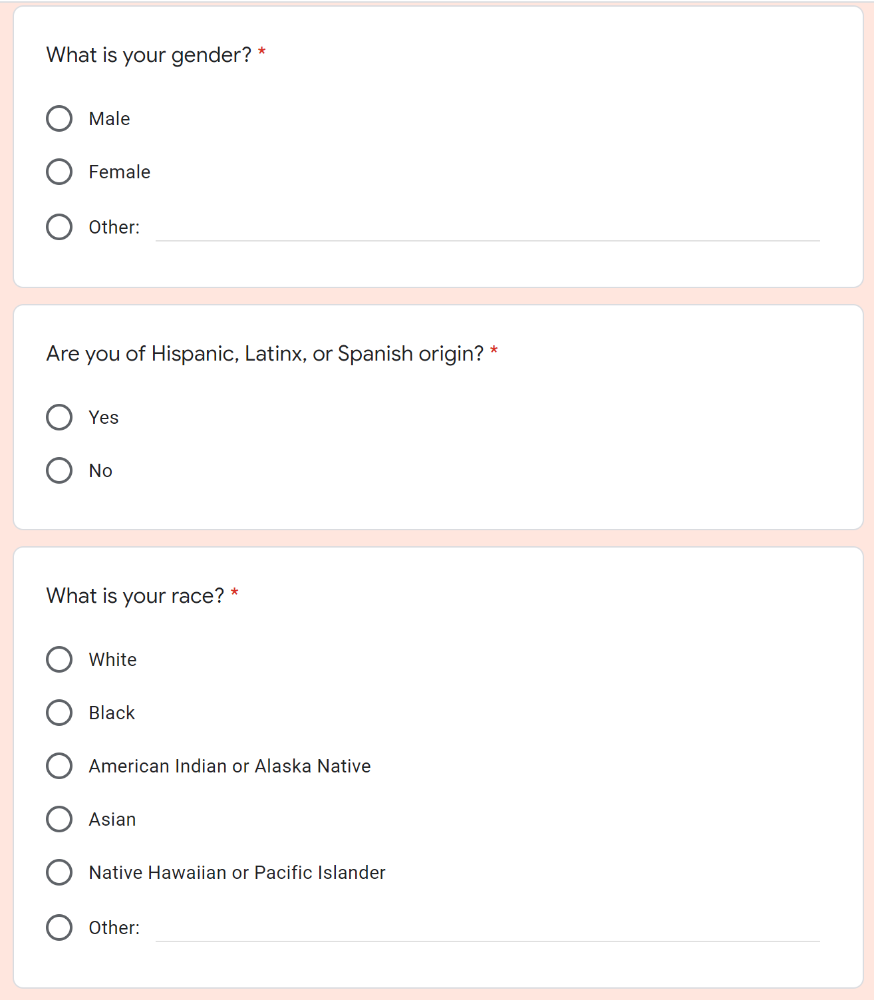 What is your gender? *
Male
Female
Other:
Are you of Hispanic, Latinx, or Spanish origin? *
Yes
No
What is your race? *
White
Black
American Indian or Alaska Native
Asian
Native Hawaiian or Pacific Islander
Other: